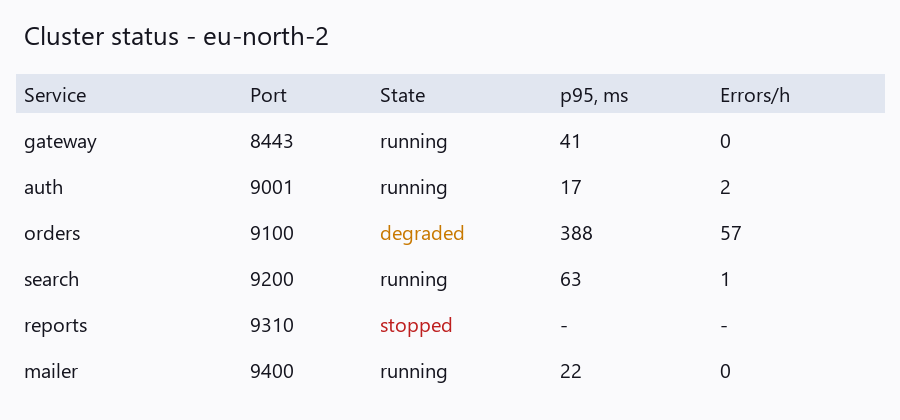 Cluster status - eu-north-2
Service Port State p95, ms Errors/h
gateway 8443 running 41 0
auth 9001 running 17 2
orders 9100 degraded 388 57
search 9200 running 63 1
reports 9310 stopped - -
mailer 9400 running 22 0